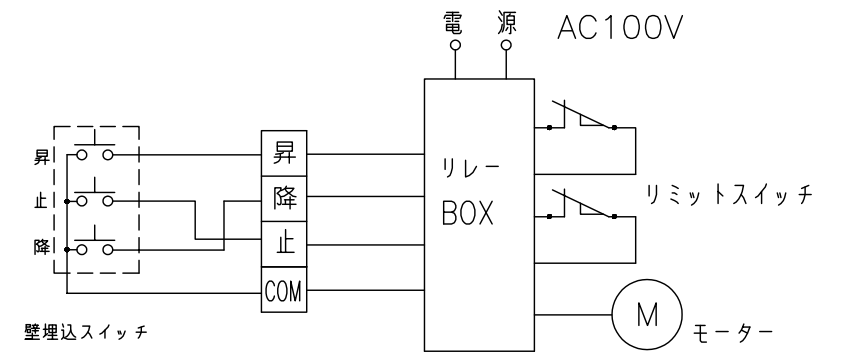 電 源 AC100V
昇
止
降
昇
降
止
COM
リレー
BOX
リミットスイッチ
M
モーター
壁埋込スイッチ